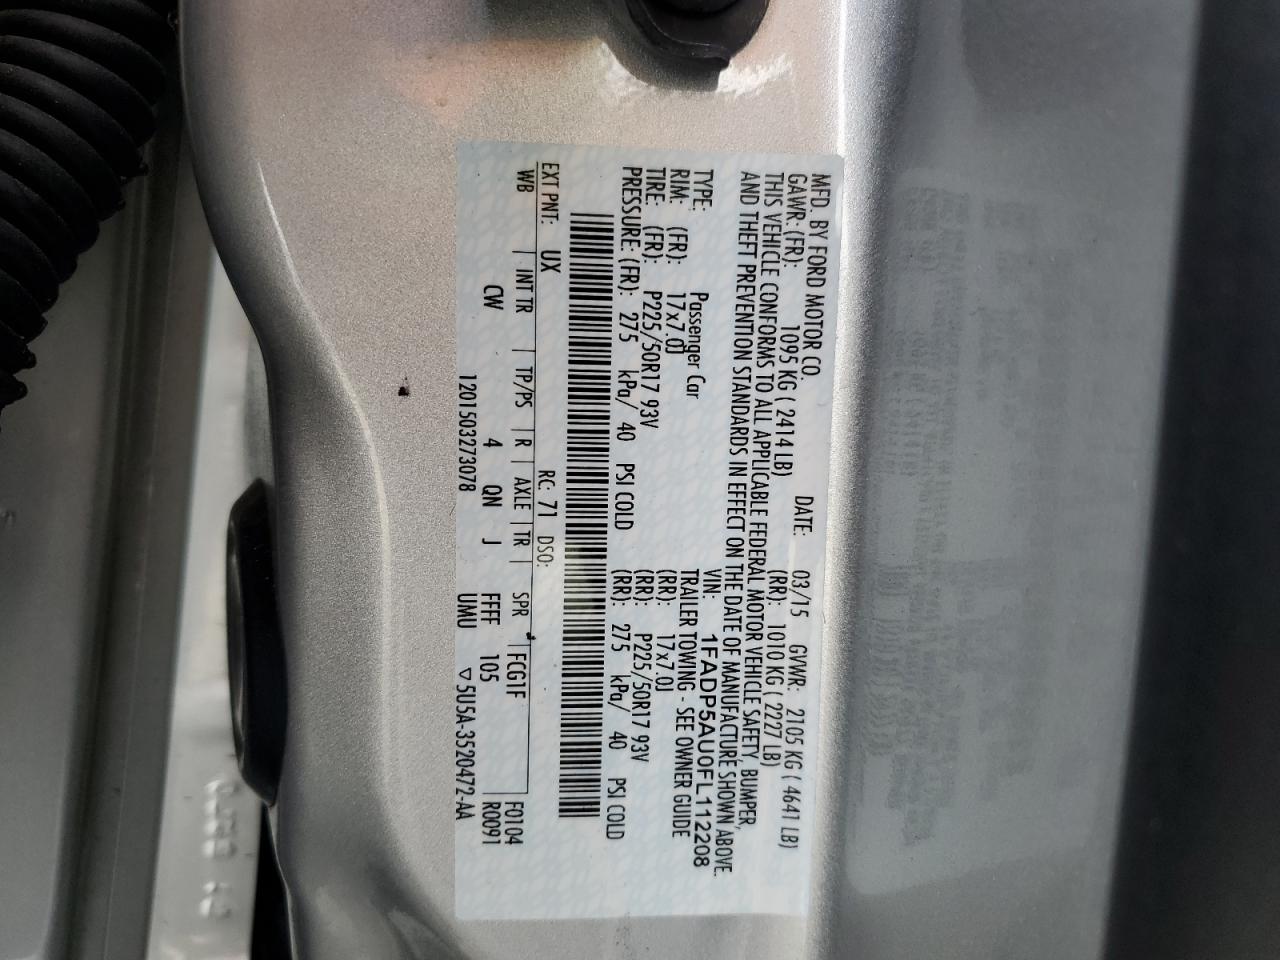 MFD. BY FORD MOTOR CO. DATE: 03/15 GVWR: 2105 KG ( 4641 LB)
GAWR: (FR): 1095 KG ( 2414 LB) (RR): 1010 KG ( 2227 LB)
THIS VEHICLE CONFORMS TO ALL APPLICABLE FEDERAL MOTOR VEHICLE SAFETY, BUMPER,
AND THEFT PREVENTION STANDARDS IN EFFECT ON THE DATE OF MANUFACTURE SHOWN ABOVE.
VIN: 1FADP5AU0FL112208
TYPE: Passenger Car TRAILER TOWING - SEE OWNER GUIDE
RIM: (FR): 17x7.0J (RR): 17x7.0J
TIRE: (FR): P225/50R17 93V (RR): P225/50R17 93V
PRESSURE: (FR): 275 kPa/ 40 PSI COLD (RR): 275 kPa/ 40 PSI COLD
EXT PNT: UX RC: 71 DSO:
WB | INT TR | TP/PS | R | AXLE | TR | SPR FCG1F F0104
CW 4 QN J FFFF 105 R0091
1201503273078 UMU ▽5U5A-3520472-AA